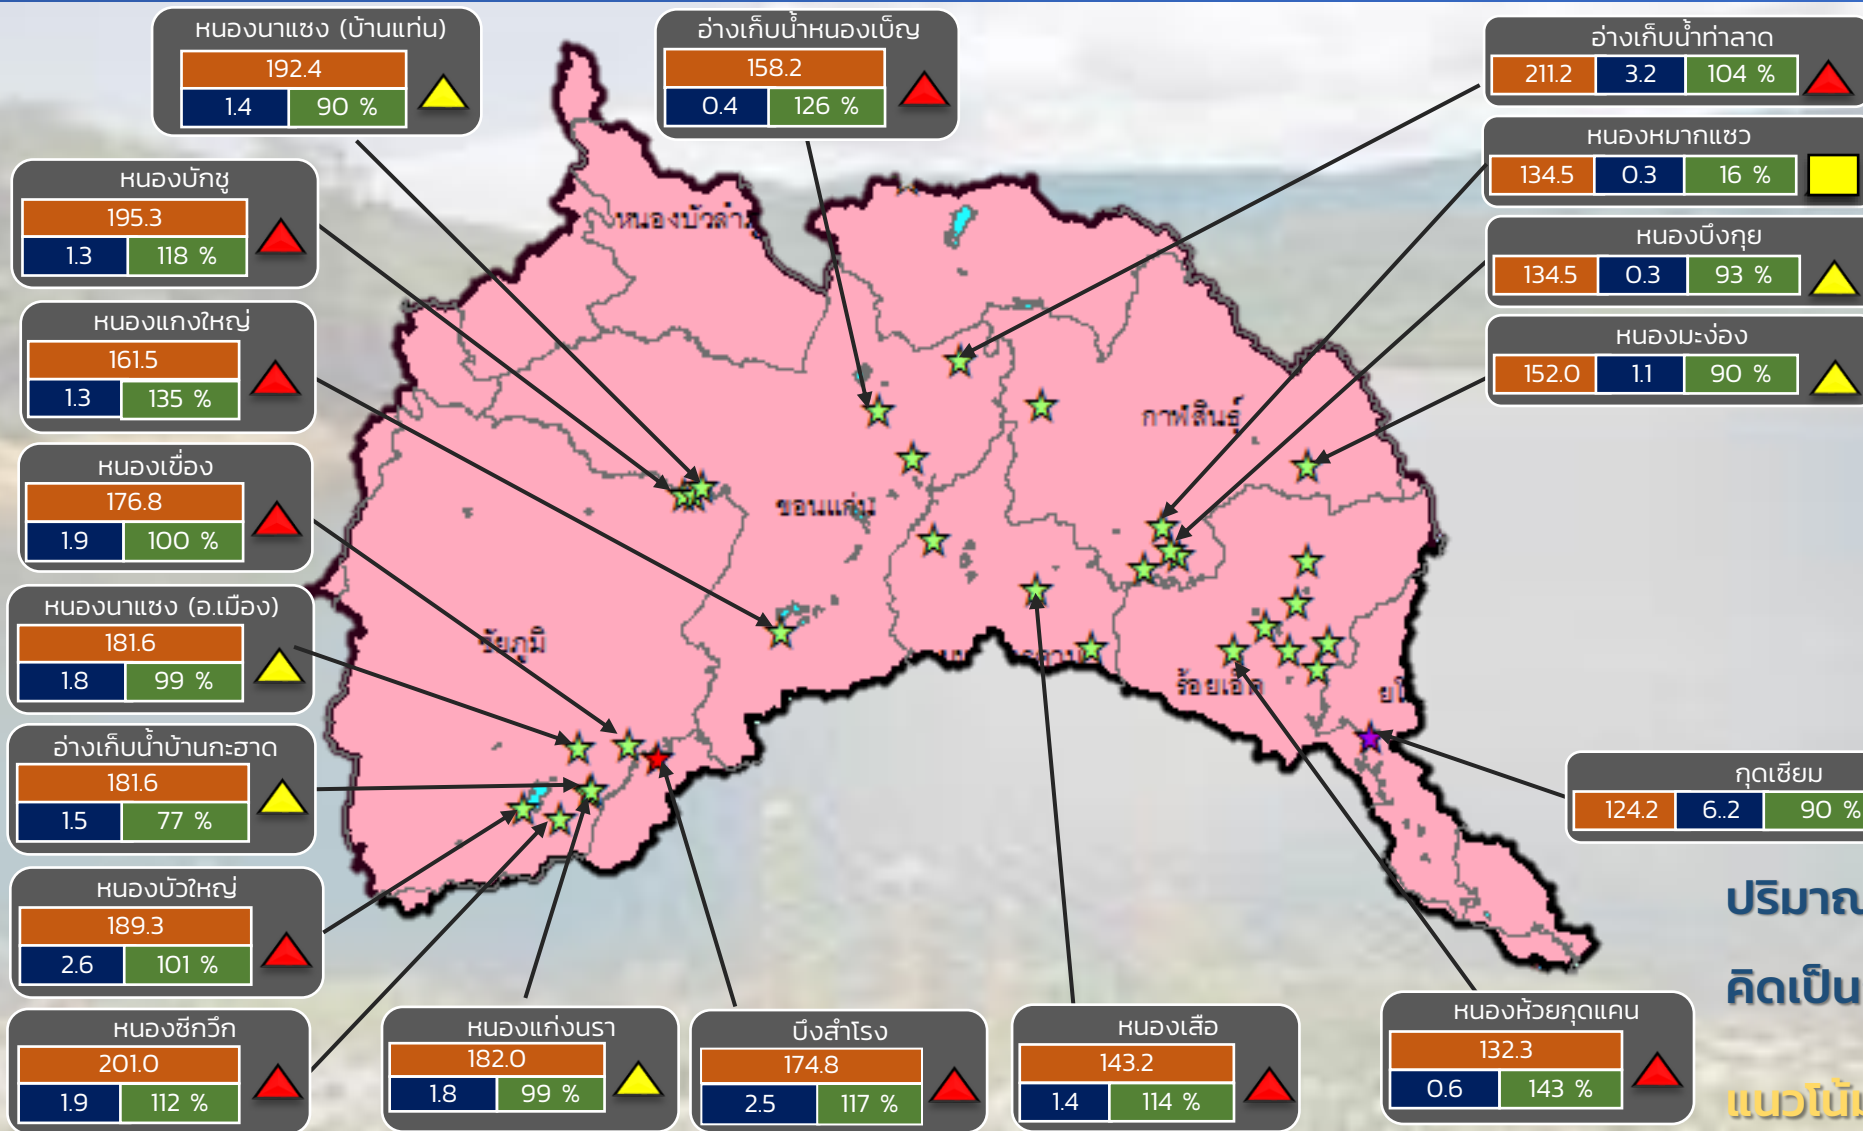 หนองนาแซง (บ้านแท่น)
192.4
1.4 90 %
อ่างเก็บน้ำหนองเบ็ญ
158.2
0.4 126 %
อ่างเก็บน้ำท่าลาด
211.2 3.2 104 %
หนองหมากแซว
134.5 0.3 16 %
หนองบึงกุย
134.5 0.3 93 %
หนองมะง่อง
152.0 1.1 90 %
หนองบักชู
195.3
1.3 118 %
หนองแกงใหญ่
161.5
1.3 135 %
หนองเขื่อง
176.8
1.9 100 %
หนองนาแซง (อ.เมือง)
181.6
1.8 99 %
อ่างเก็บน้ำบ้านกะฮาด
181.6
1.5 77 %
หนองบัวใหญ่
189.3
2.6 101 %
หนองซีกวึก
201.0
1.9 112 %
หนองแก่งนรา
182.0
1.8 99 %
บึงสำโรง
174.8
2.5 117 %
หนองเสือ
143.2
1.4 114 %
หนองห้วยกุดแคน
132.3
0.6 143 %
กุดเซียม
124.2 6..2 90 %
หนองบัวลำ
กาฬสินธุ์
ขอนแก่น
ชัยภูมิ
ร้อยเอ็ด
ปริมาณ
คิดเป็น
แนวโน้ม